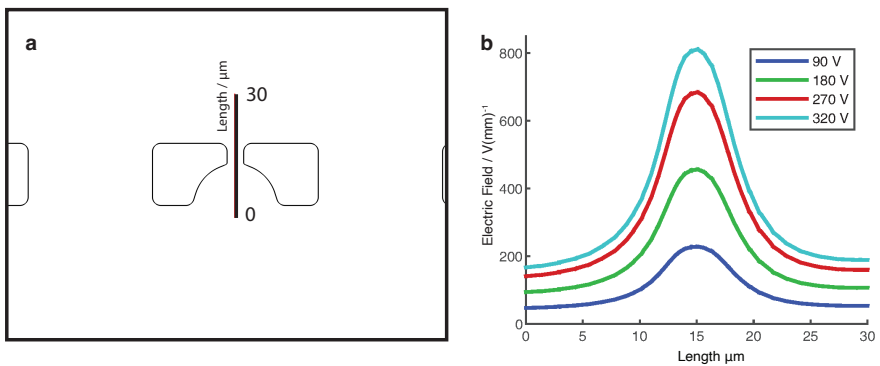 a
Length / μm
30
0
b
Electric Field / V(mm)⁻¹
800
600
400
200
0
90 V
180 V
270 V
320 V
0 5 10 15 20 25 30
Length μm